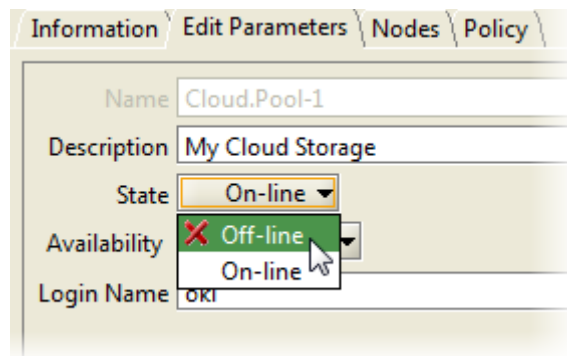 Information Edit Parameters Nodes Policy
Name Cloud.Pool-1
Description My Cloud Storage
State On-line
Off-line
Availability
On-line
Login Name oki